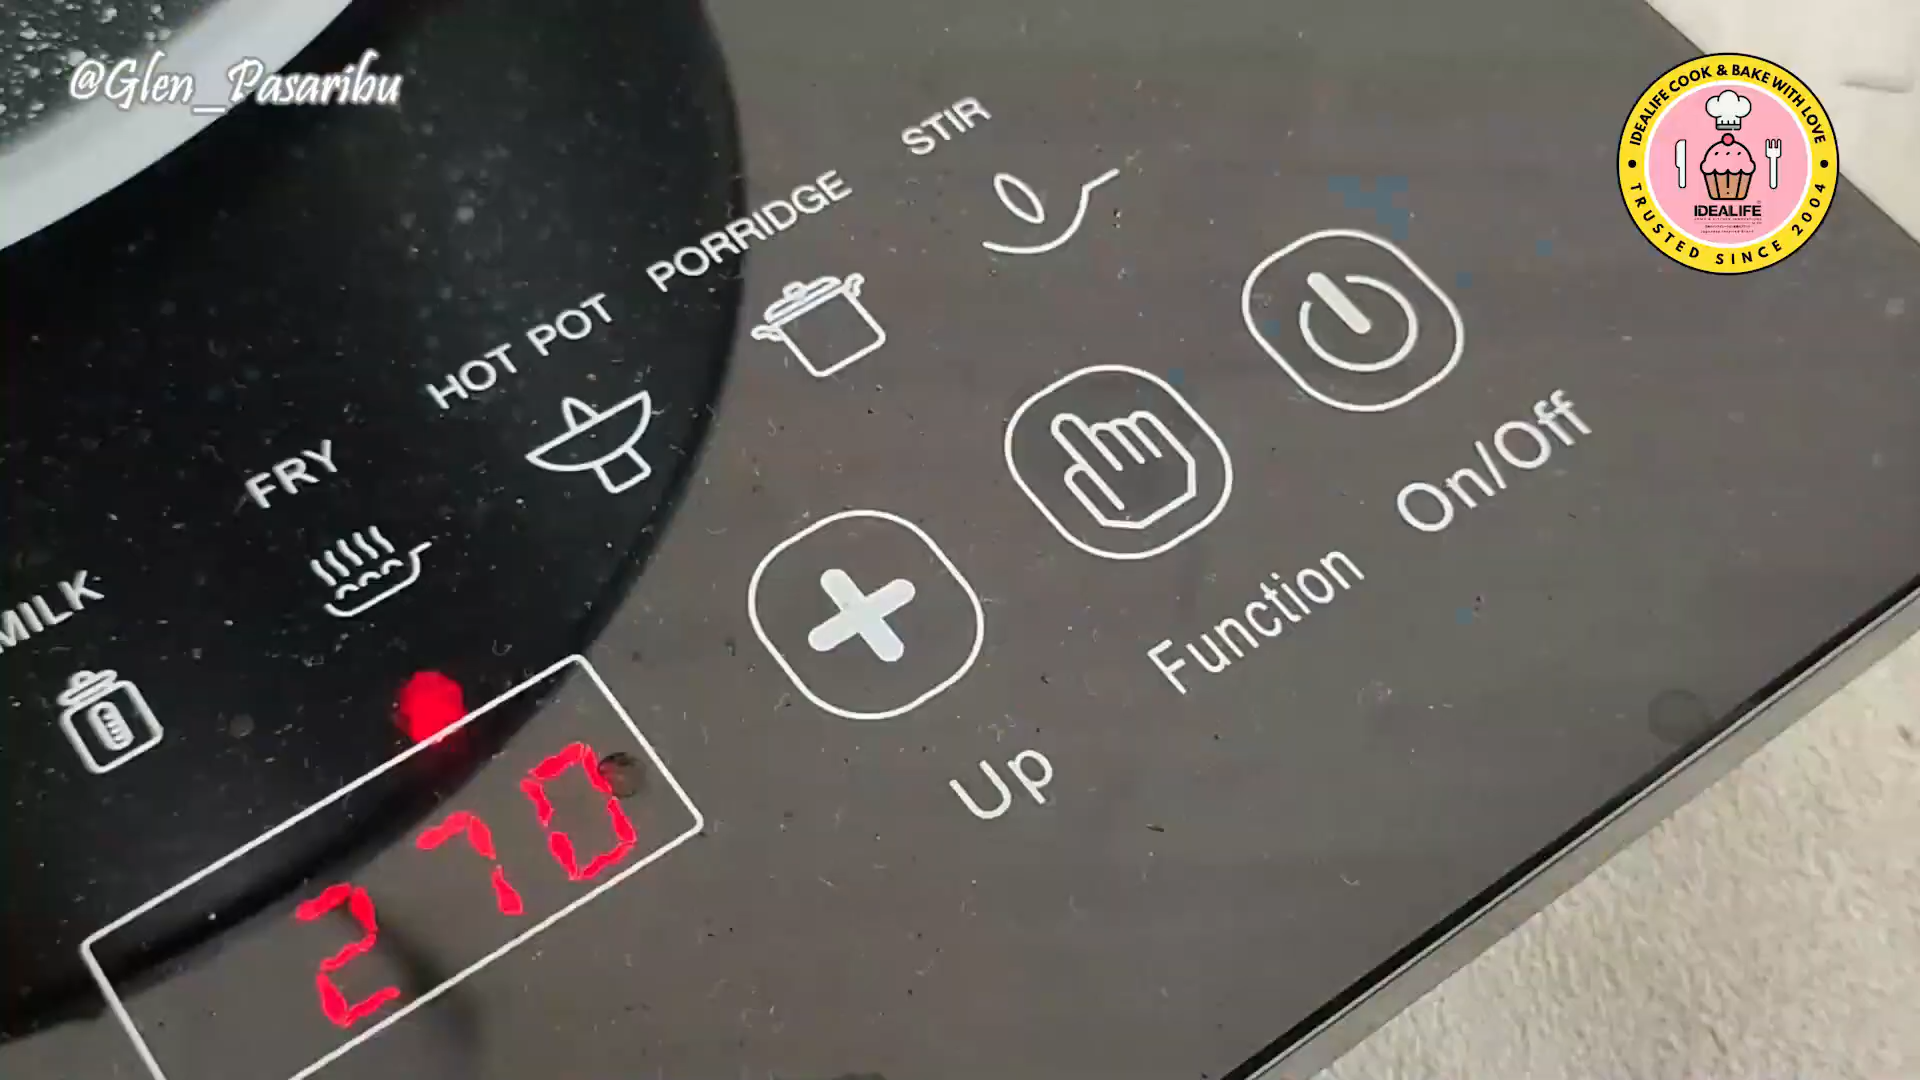 @Glen_Pasaribu
IDEALIFE COOK & BAKE WITH LOVE
IDEALIFE
TRUSTED SINCE 2004
STIR
PORRIDGE
HOT POT
FRY
MILK
On/Off
Function
Up
270